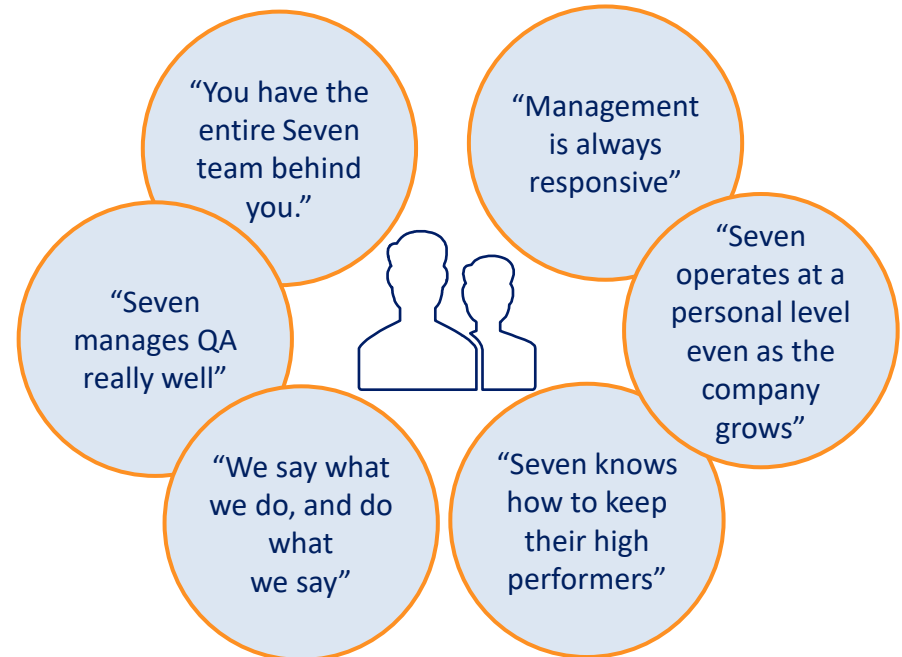 “You have the
entire Seven
team behind
you.”
“Management
is always
responsive”
“Seven
manages QA
really well”
“Seven
operates at a
personal level
even as the
company
grows”
“We say what
we do, and do
what
we say”
“Seven knows
how to keep
their high
performers”